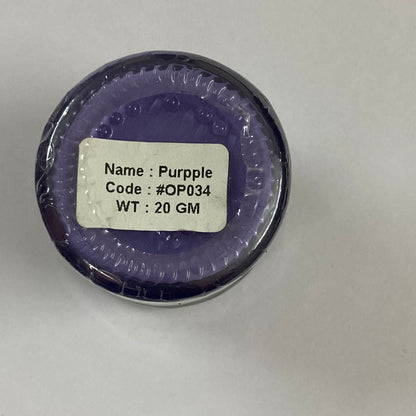 Name : Purpple
Code : #OP034
WT : 20 GM